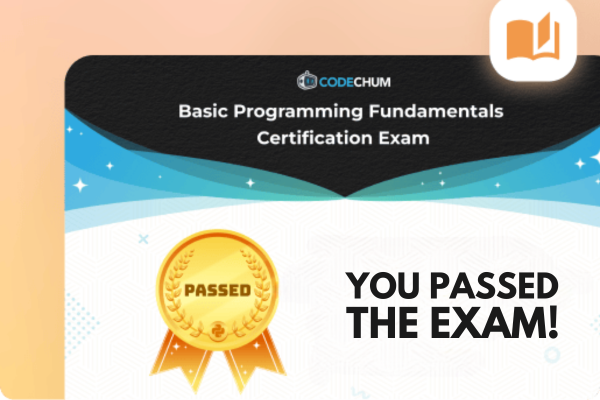 CODECHUM
Basic Programming Fundamentals
Certification Exam
PASSED
YOU PASSED
THE EXAM!